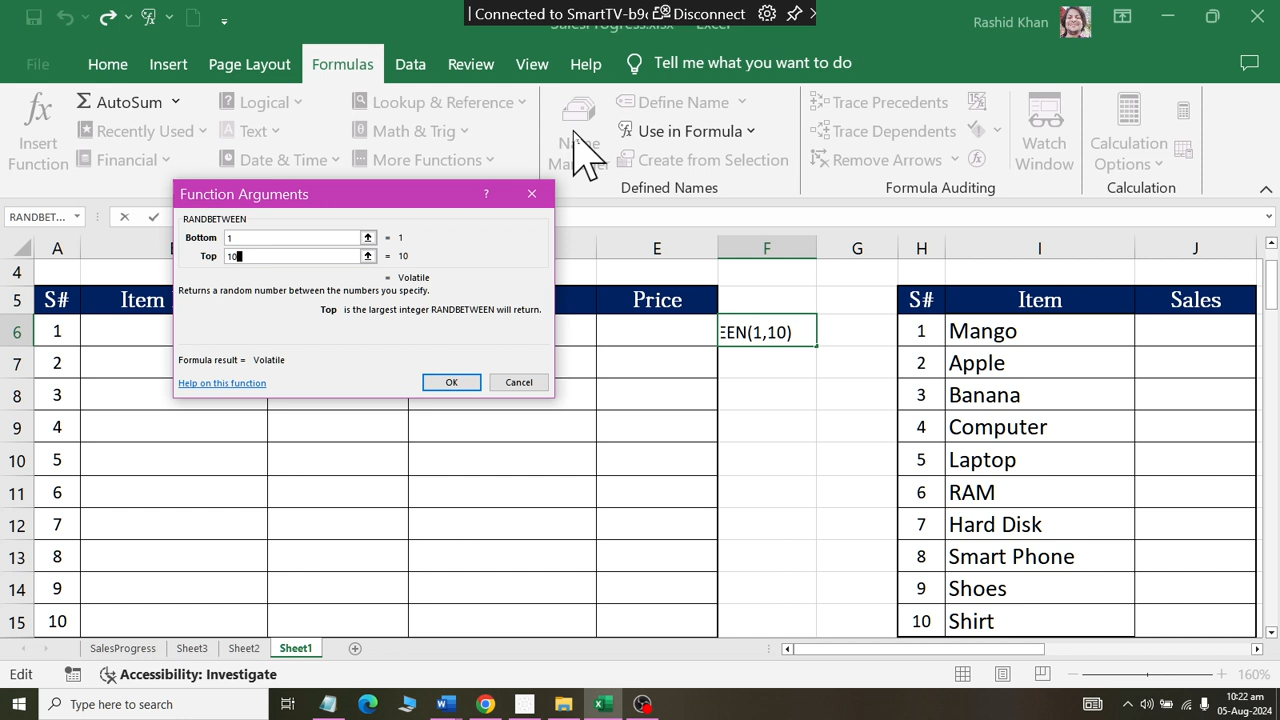 Connected to SmartTV-b9 Disconnect
SalesProgress.xlsx - Excel
Rashid Khan
File Home Insert Page Layout Formulas Data Review View Help Tell me what you want to do
fx Insert Function
Σ AutoSum
Recently Used
Financial
Logical
Text
Date & Time
Lookup & Reference
Math & Trig
More Functions
Name
Define Name
Use in Formula
Create from Selection
Defined Names
Trace Precedents
Trace Dependents
Remove Arrows
Formula Auditing
Watch Window
Calculation Options
Calculation
Function Arguments ? ×
RANDBETWEEN
Bottom 1 = 1
Top 10 = 10
= Volatile
Returns a random number between the numbers you specify.
Top is the largest integer RANDBETWEEN will return.
Formula result = Volatile
Help on this function
OK Cancel
RANDBET...
A E F G H I J
4
5 S# Item Price S# Item Sales
6 1 EEN(1,10) 1 Mango
7 2 2 Apple
8 3 3 Banana
9 4 4 Computer
10 5 5 Laptop
11 6 6 RAM
12 7 7 Hard Disk
13 8 8 Smart Phone
14 9 9 Shoes
15 10 10 Shirt
SalesProgress Sheet3 Sheet2 Sheet1
Edit Accessibility: Investigate 160%
Type here to search
10:22 am
05-Aug-2024